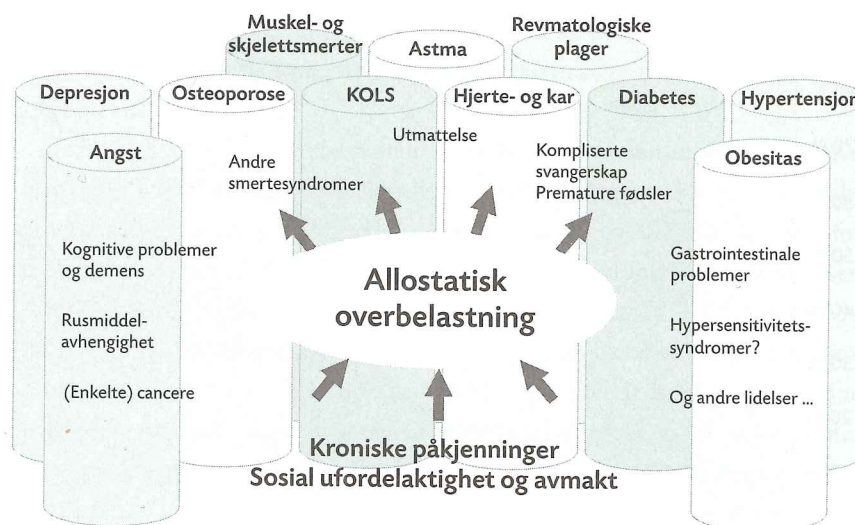 Muskel- og
skjelettsmerter
Astma
Revmatologiske
plager
Depresjon
Osteoporose
KOLS
Hjerte- og kar
Diabetes
Hypertensjon
Angst
Obesitas
Utmattelse
Andre
smertesyndromer
Kompliserte
svangerskap
Premature fødsler
Kognitive problemer
og demens
Rusmiddel-
avhengighet
(Enkelte) cancere
Gastrointestinale
problemer
Hypersensitivitets-
syndromer?
Og andre lidelser ...
Allostatisk
overbelastning
Kroniske påkjenninger
Sosial ufordelaktighet og avmakt